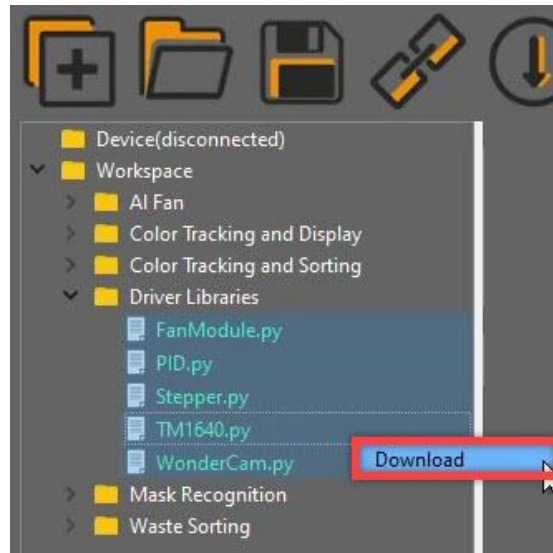 Device(disconnected)
Workspace
AI Fan
Color Tracking and Display
Color Tracking and Sorting
Driver Libraries
FanModule.py
PID.py
Stepper.py
TM1640.py
WonderCam.py
Download
Mask Recognition
Waste Sorting